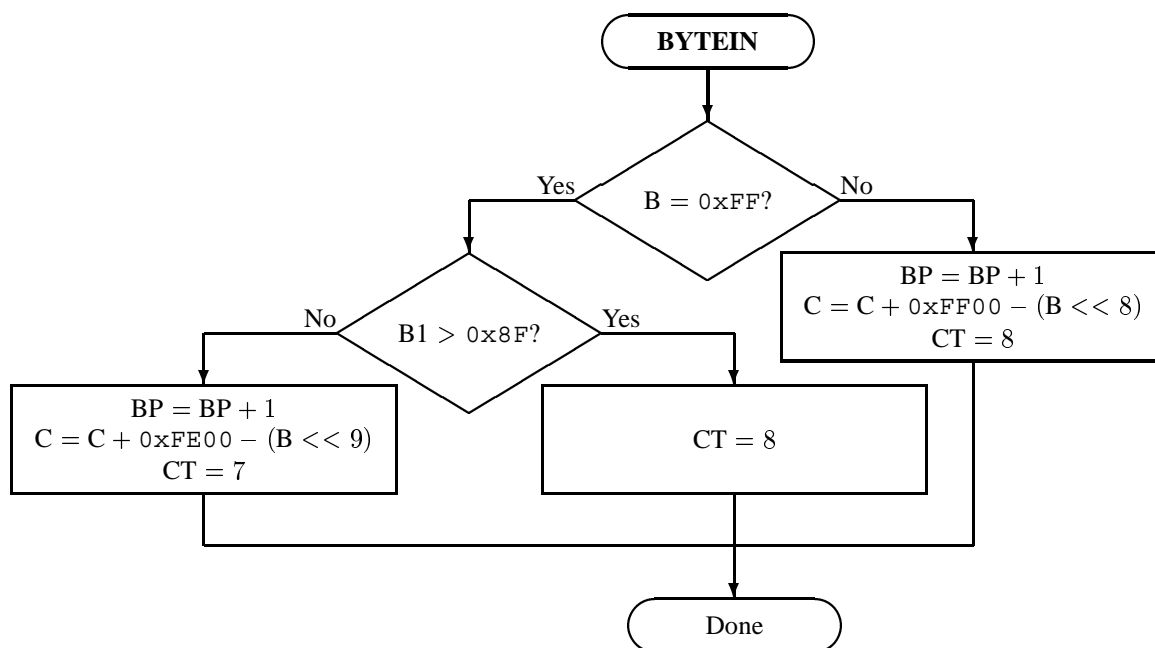 BYTEIN
Yes
B = 0xFF?
No
BP = BP + 1
C = C + 0xFF00 − (B << 8)
CT = 8
No
B1 > 0x8F?
Yes
BP = BP + 1
C = C + 0xFE00 − (B << 9)
CT = 7
CT = 8
Done